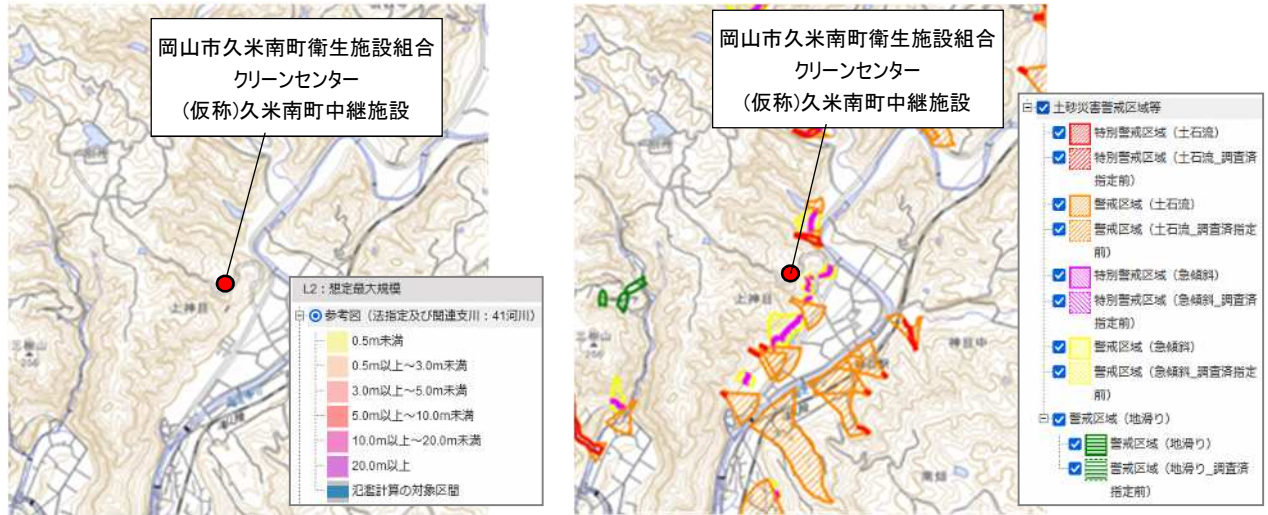 岡山市久米南町衛生施設組合
クリーンセンター
(仮称)久米南町中継施設
上神目
L2:想定最大規模
参考図(法指定及び関連支川:41河川)
0.5m未満
0.5m以上~3.0m未満
3.0m以上~5.0m未満
5.0m以上~10.0m未満
10.0m以上~20.0m未満
20.0m以上
氾濫計算の対象区間
岡山市久米南町衛生施設組合
クリーンセンター
(仮称)久米南町中継施設
上神目
神目中
土砂災害警戒区域等
特別警戒区域(土石流)
特別警戒区域(土石流_調査済
指定前)
警戒区域(土石流)
警戒区域(土石流_調査済指定
前)
特別警戒区域(急傾斜)
特別警戒区域(急傾斜_調査済
指定前)
警戒区域(急傾斜)
警戒区域(急傾斜_調査済指定
前)
警戒区域(地滑り)
警戒区域(地滑り)
警戒区域(地滑り_調査済
指定前)